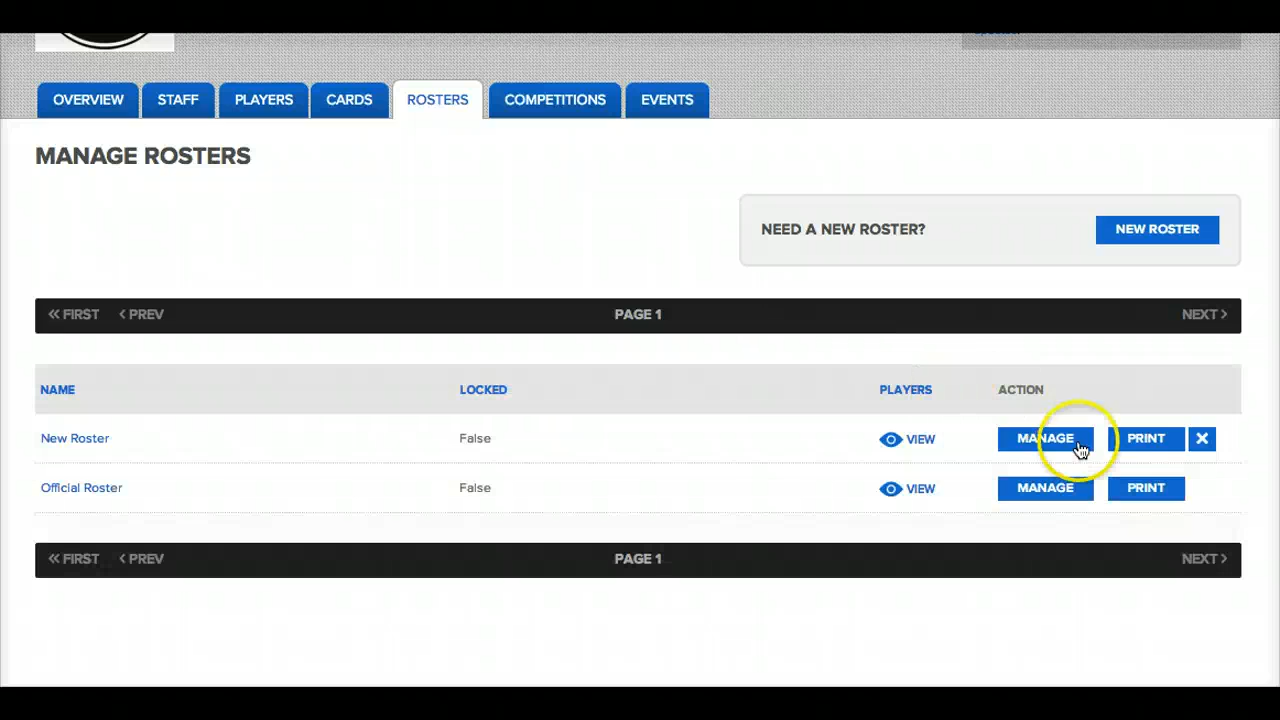 OVERVIEW STAFF PLAYERS CARDS ROSTERS COMPETITIONS EVENTS
MANAGE ROSTERS
NEED A NEW ROSTER? NEW ROSTER
« FIRST ‹ PREV PAGE 1 NEXT ›
NAME LOCKED PLAYERS ACTION
New Roster False VIEW MANAGE PRINT ×
Official Roster False VIEW MANAGE PRINT
« FIRST ‹ PREV PAGE 1 NEXT ›